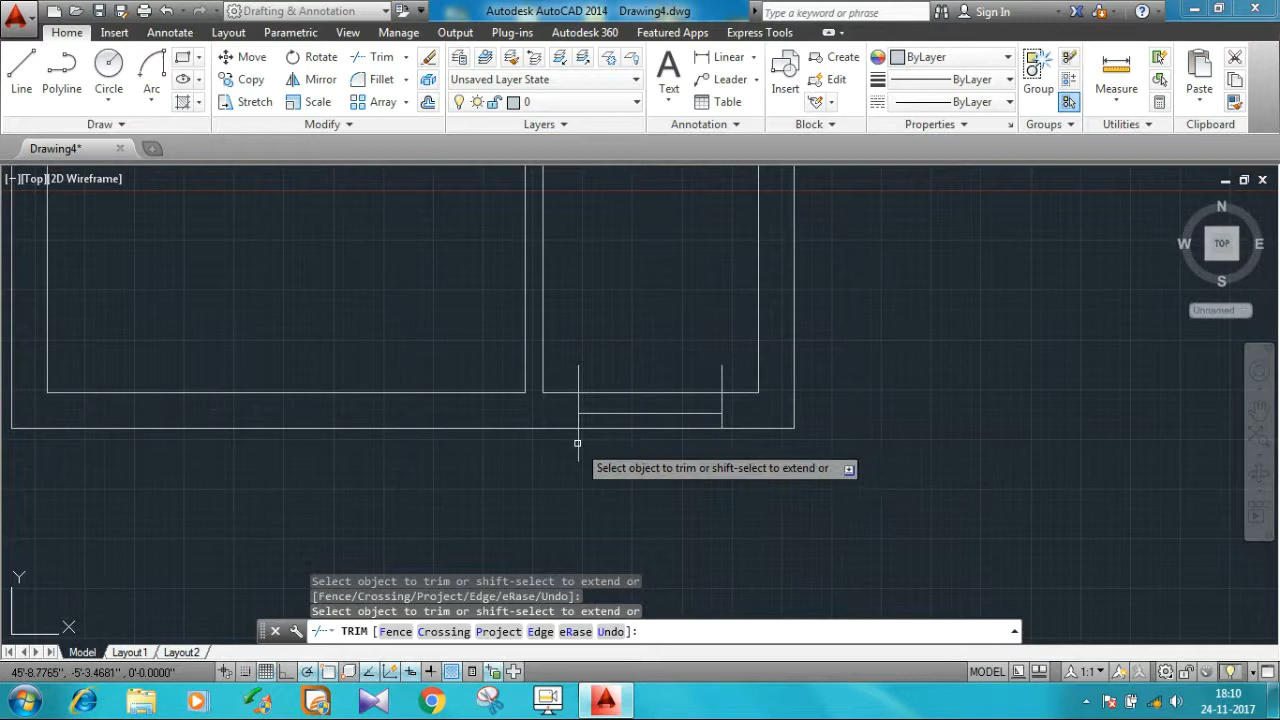 Drafting & Annotation
Autodesk AutoCAD 2014 Drawing4.dwg
Type a keyword or phrase
Sign In
Home Insert Annotate Layout Parametric View Manage Output Plug-ins Autodesk 360 Featured Apps Express Tools
Line
Polyline
Circle
Arc
Move
Copy
Stretch
Rotate
Mirror
Scale
Trim
Fillet
Array
Unsaved Layer State
0
Text
Linear
Leader
Table
Insert
Create
Edit
ByLayer
ByLayer
ByLayer
Group
Measure
Paste
Draw Modify Layers Annotation Block Properties Groups Utilities Clipboard
Drawing4*
[−][Top][2D Wireframe]
N
W TOP E
S
Unnamed
Select object to trim or shift-select to extend or
Y
X
Select object to trim or shift-select to extend or
[Fence/Crossing/Project/Edge/eRase/Undo]:
Select object to trim or shift-select to extend or
TRIM [Fence Crossing Project Edge eRase Undo]:
Model Layout1 Layout2
45'-8.7765", -5'-3.4681", 0'-0.0000"
MODEL
1:1
18:10
24-11-2017